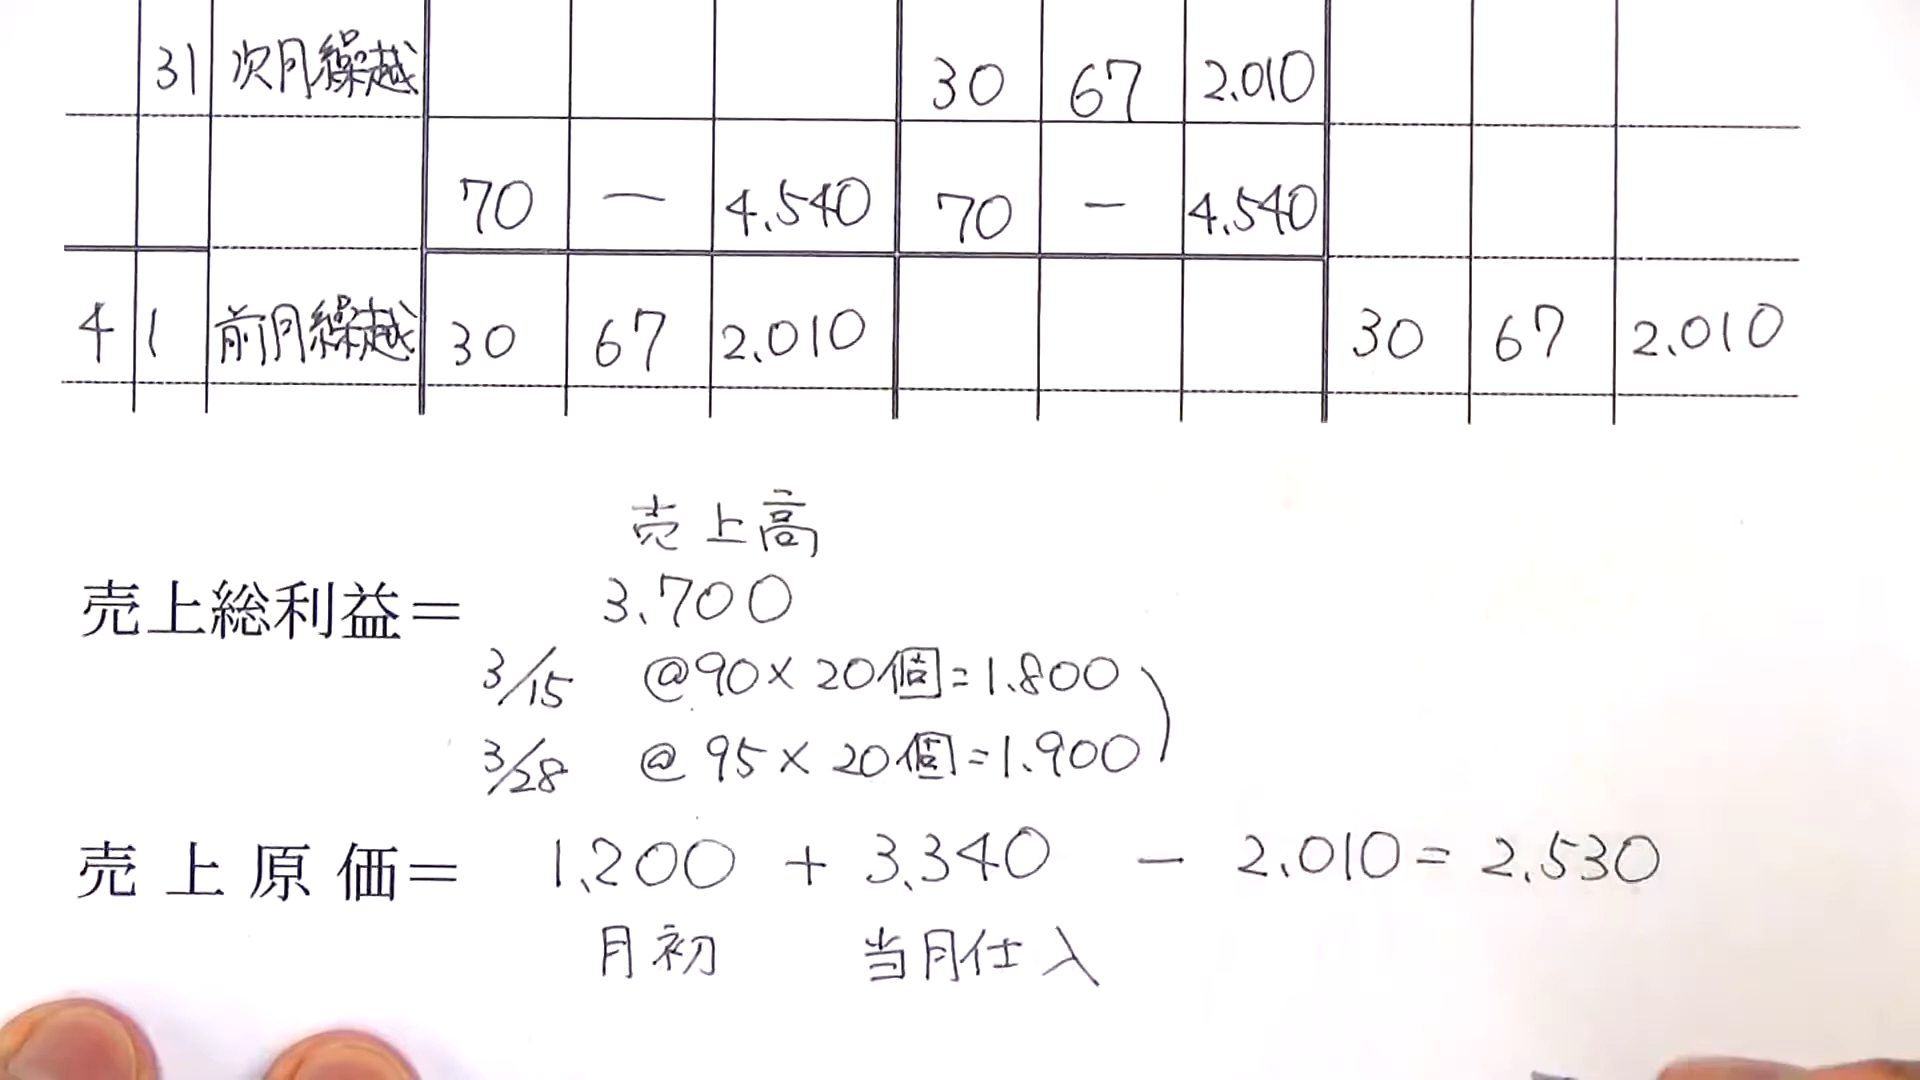 31 次月繰越 30 67 2.010
70 — 4.540 70 — 4.540
4 1 前月繰越 30 67 2.010 30 67 2.010
売上高
売上総利益＝ 3.700
3/15 @90×20個=1.800
3/28 @95×20個=1.900
売上原価＝ 1.200 + 3.340 - 2.010=2.530
月初 当月仕入